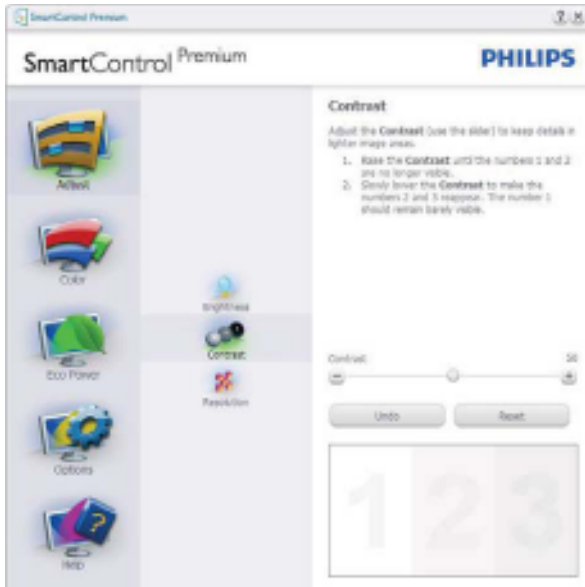 SmartControl Premium
SmartControl Premium
PHILIPS
Adjust
Color
Eco Power
Options
Help
Brightness
Contrast
Resolution
Contrast
Adjust the Contrast (use the slider) to keep details in
lighter image areas.
1. Raise the Contrast until the numbers 1 and 2
are no longer visible.
2. Slowly lower the Contrast to make the
numbers 2 and 3 reappear. The number 1
should remain barely visible.
Contrast
50
Undo
Reset
1 2 3